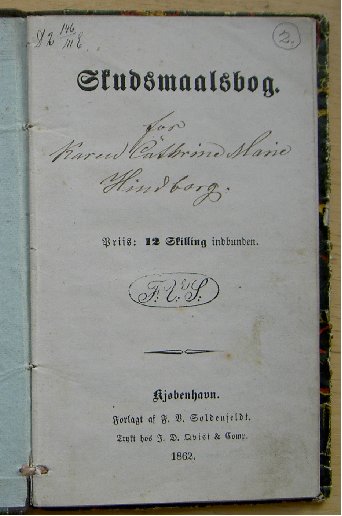 2.
Skudsmaalsbog.
for
Karen Cathrine Marie
Hindborg.
Priis: 12 Skilling indbunden.
F. V. S.
Kjøbenhavn.
Forlagt af F. V. Soldenfeldt.
Trykt hos J. D. Qvist & Comp.
1862.